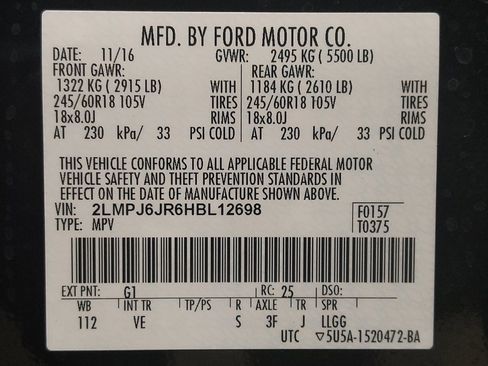 MFD. BY FORD MOTOR CO.
DATE: 11/16 GVWR: 2495 KG ( 5500 LB)
FRONT GAWR: REAR GAWR:
1322 KG ( 2915 LB) WITH 1184 KG ( 2610 LB) WITH
245/60R18 105V TIRES 245/60R18 105V TIRES
18x8.0J RIMS 18x8.0J RIMS
AT 230 kPa/ 33 PSI COLD AT 230 kPa/ 33 PSI COLD
THIS VEHICLE CONFORMS TO ALL APPLICABLE FEDERAL MOTOR
VEHICLE SAFETY AND THEFT PREVENTION STANDARDS IN
EFFECT ON THE DATE OF MANUFACTURE SHOWN ABOVE.
VIN: 2LMPJ6JR6HBL12698 F0157
TYPE: MPV T0375
EXT PNT: G1 RC: 25 DSO:
WB INT TR TP/PS R AXLE TR SPR
112 VE S 3F J LLGG
UTC ▽5U5A-1520472-BA